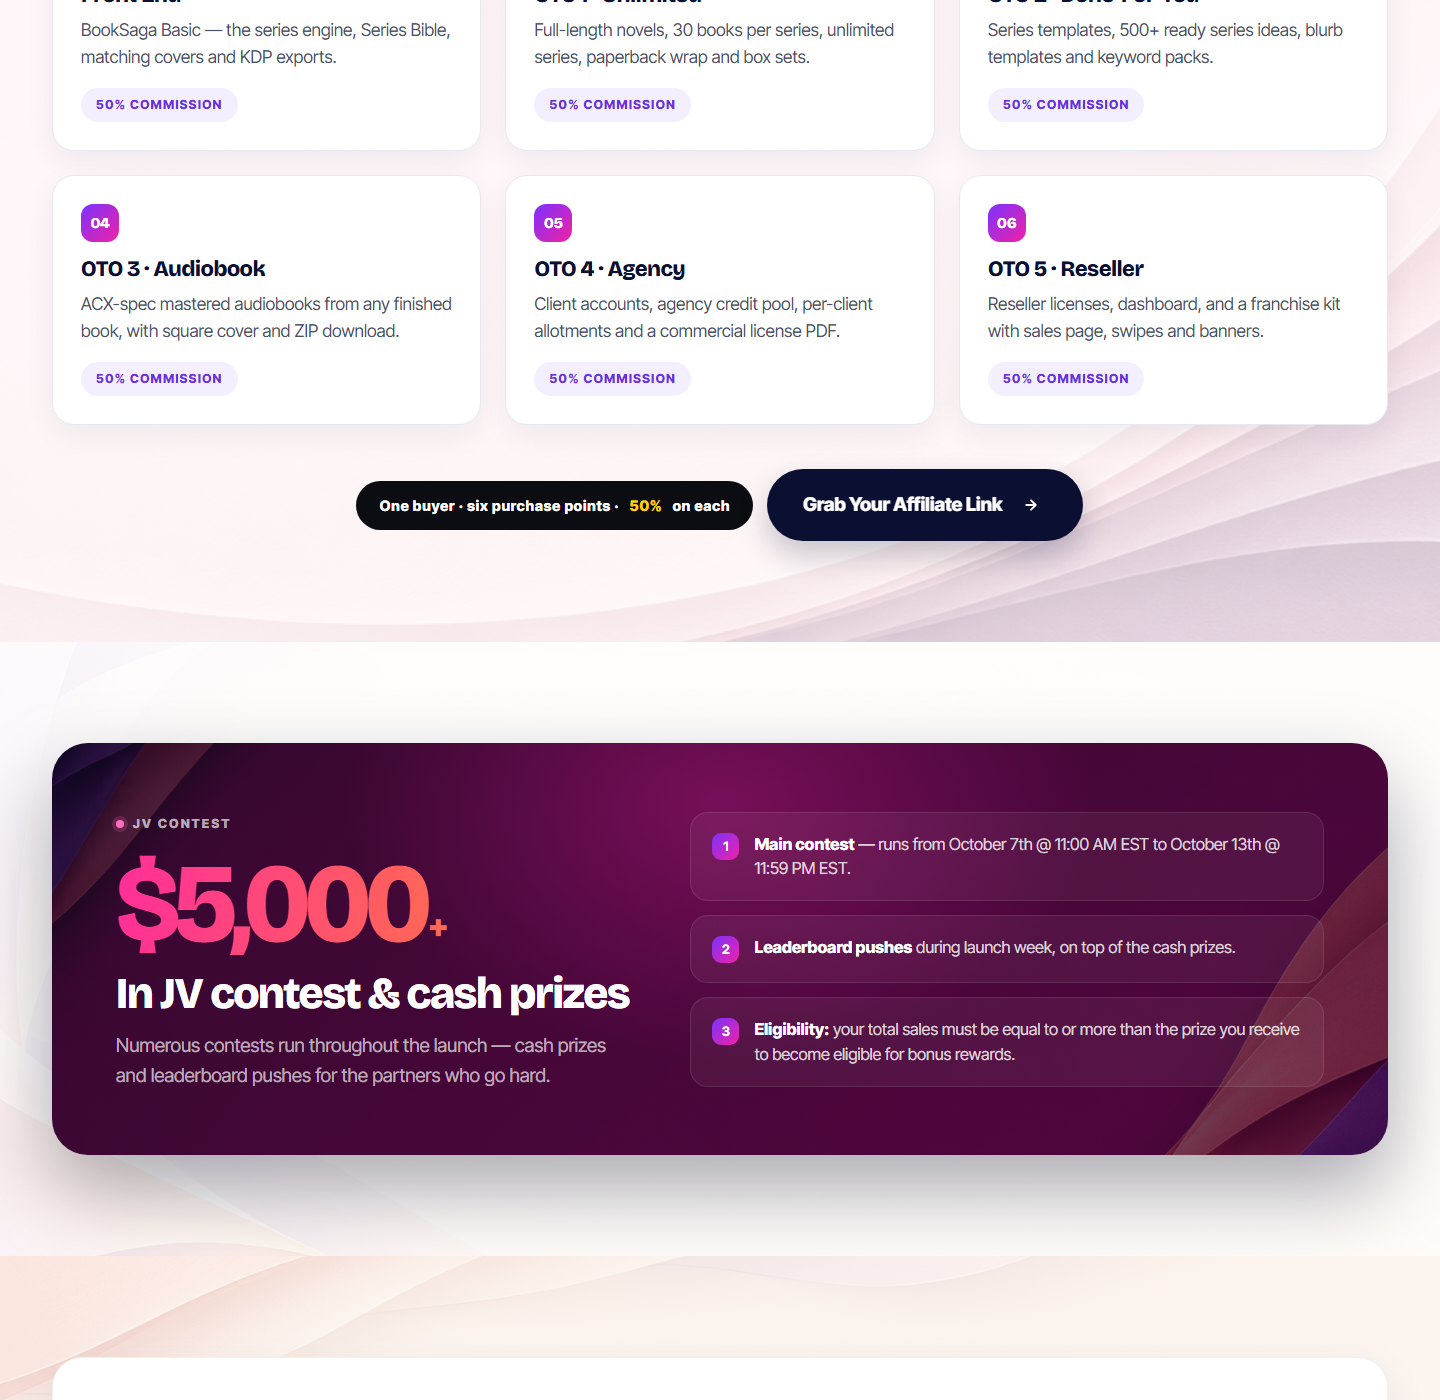 BookSaga Basic — the series engine, Series Bible,
matching covers and KDP exports.
50% COMMISSION
Full-length novels, 30 books per series, unlimited
series, paperback wrap and box sets.
50% COMMISSION
Series templates, 500+ ready series ideas, blurb
templates and keyword packs.
50% COMMISSION
04
OTO 3 · Audiobook
ACX-spec mastered audiobooks from any finished
book, with square cover and ZIP download.
50% COMMISSION
05
OTO 4 · Agency
Client accounts, agency credit pool, per-client
allotments and a commercial license PDF.
50% COMMISSION
06
OTO 5 · Reseller
Reseller licenses, dashboard, and a franchise kit
with sales page, swipes and banners.
50% COMMISSION
One buyer · six purchase points · 50% on each
Grab Your Affiliate Link →
JV CONTEST
$5,000+
In JV contest & cash prizes
Numerous contests run throughout the launch — cash prizes
and leaderboard pushes for the partners who go hard.
1
Main contest — runs from October 7th @ 11:00 AM EST to October 13th @
11:59 PM EST.
2
Leaderboard pushes during launch week, on top of the cash prizes.
3
Eligibility: your total sales must be equal to or more than the prize you receive
to become eligible for bonus rewards.